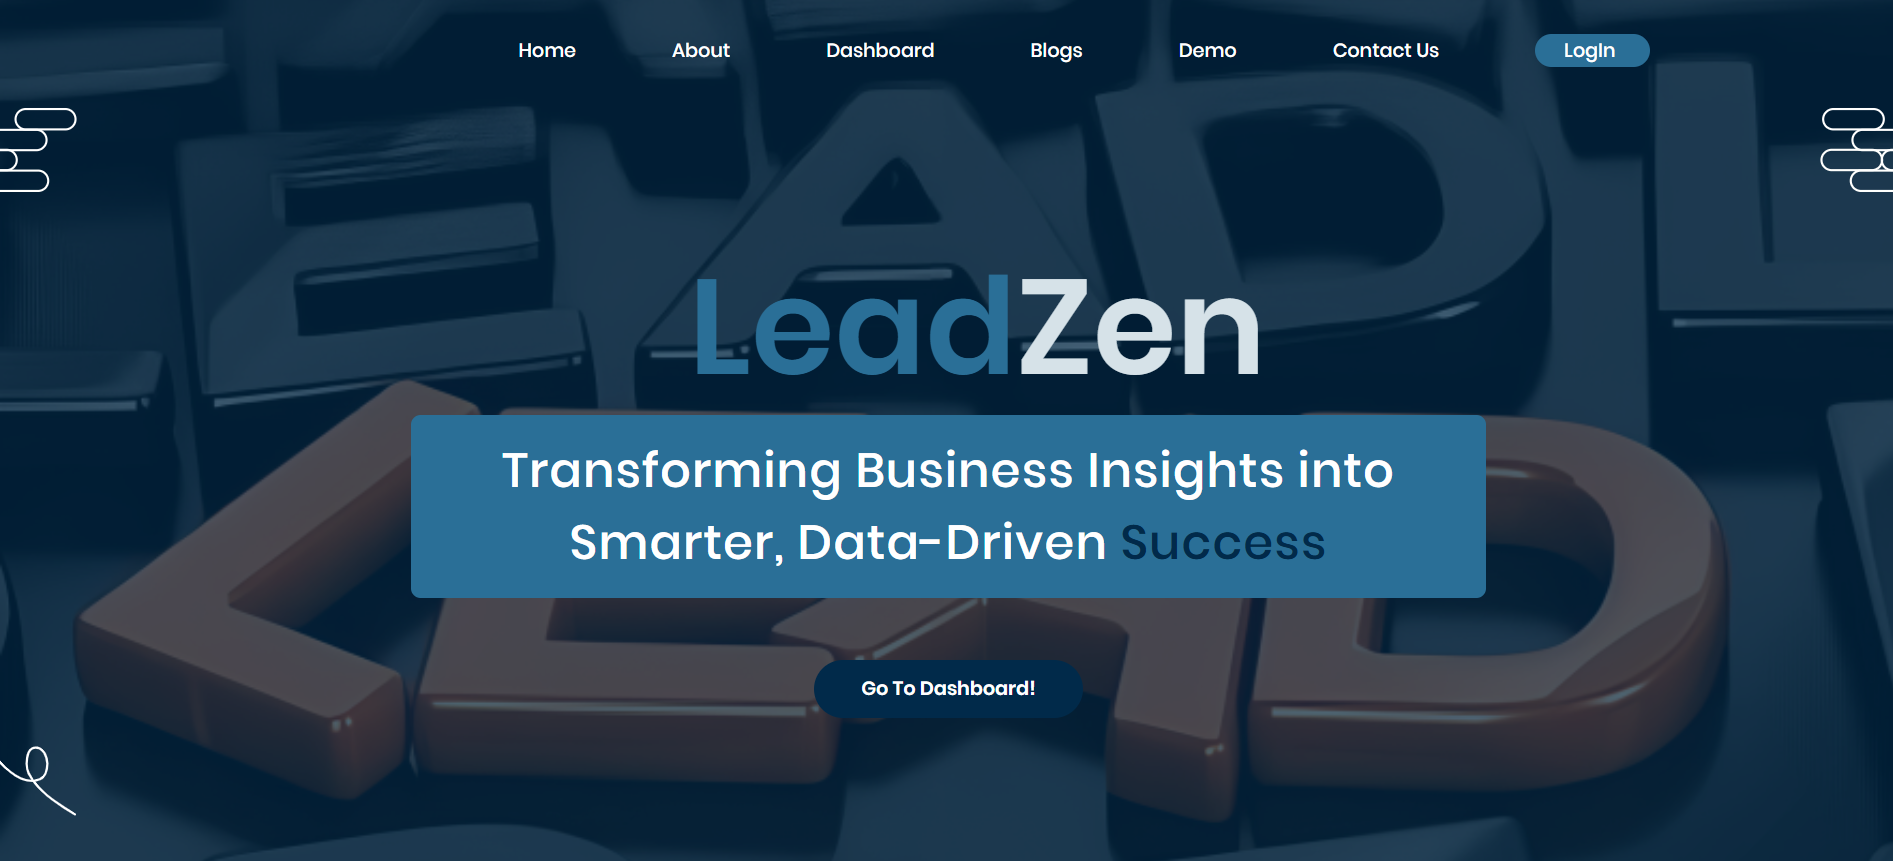 Home About Dashboard Blogs Demo Contact Us LogIn
LeadZen
Transforming Business Insights into
Smarter, Data-Driven Success
Go To Dashboard!